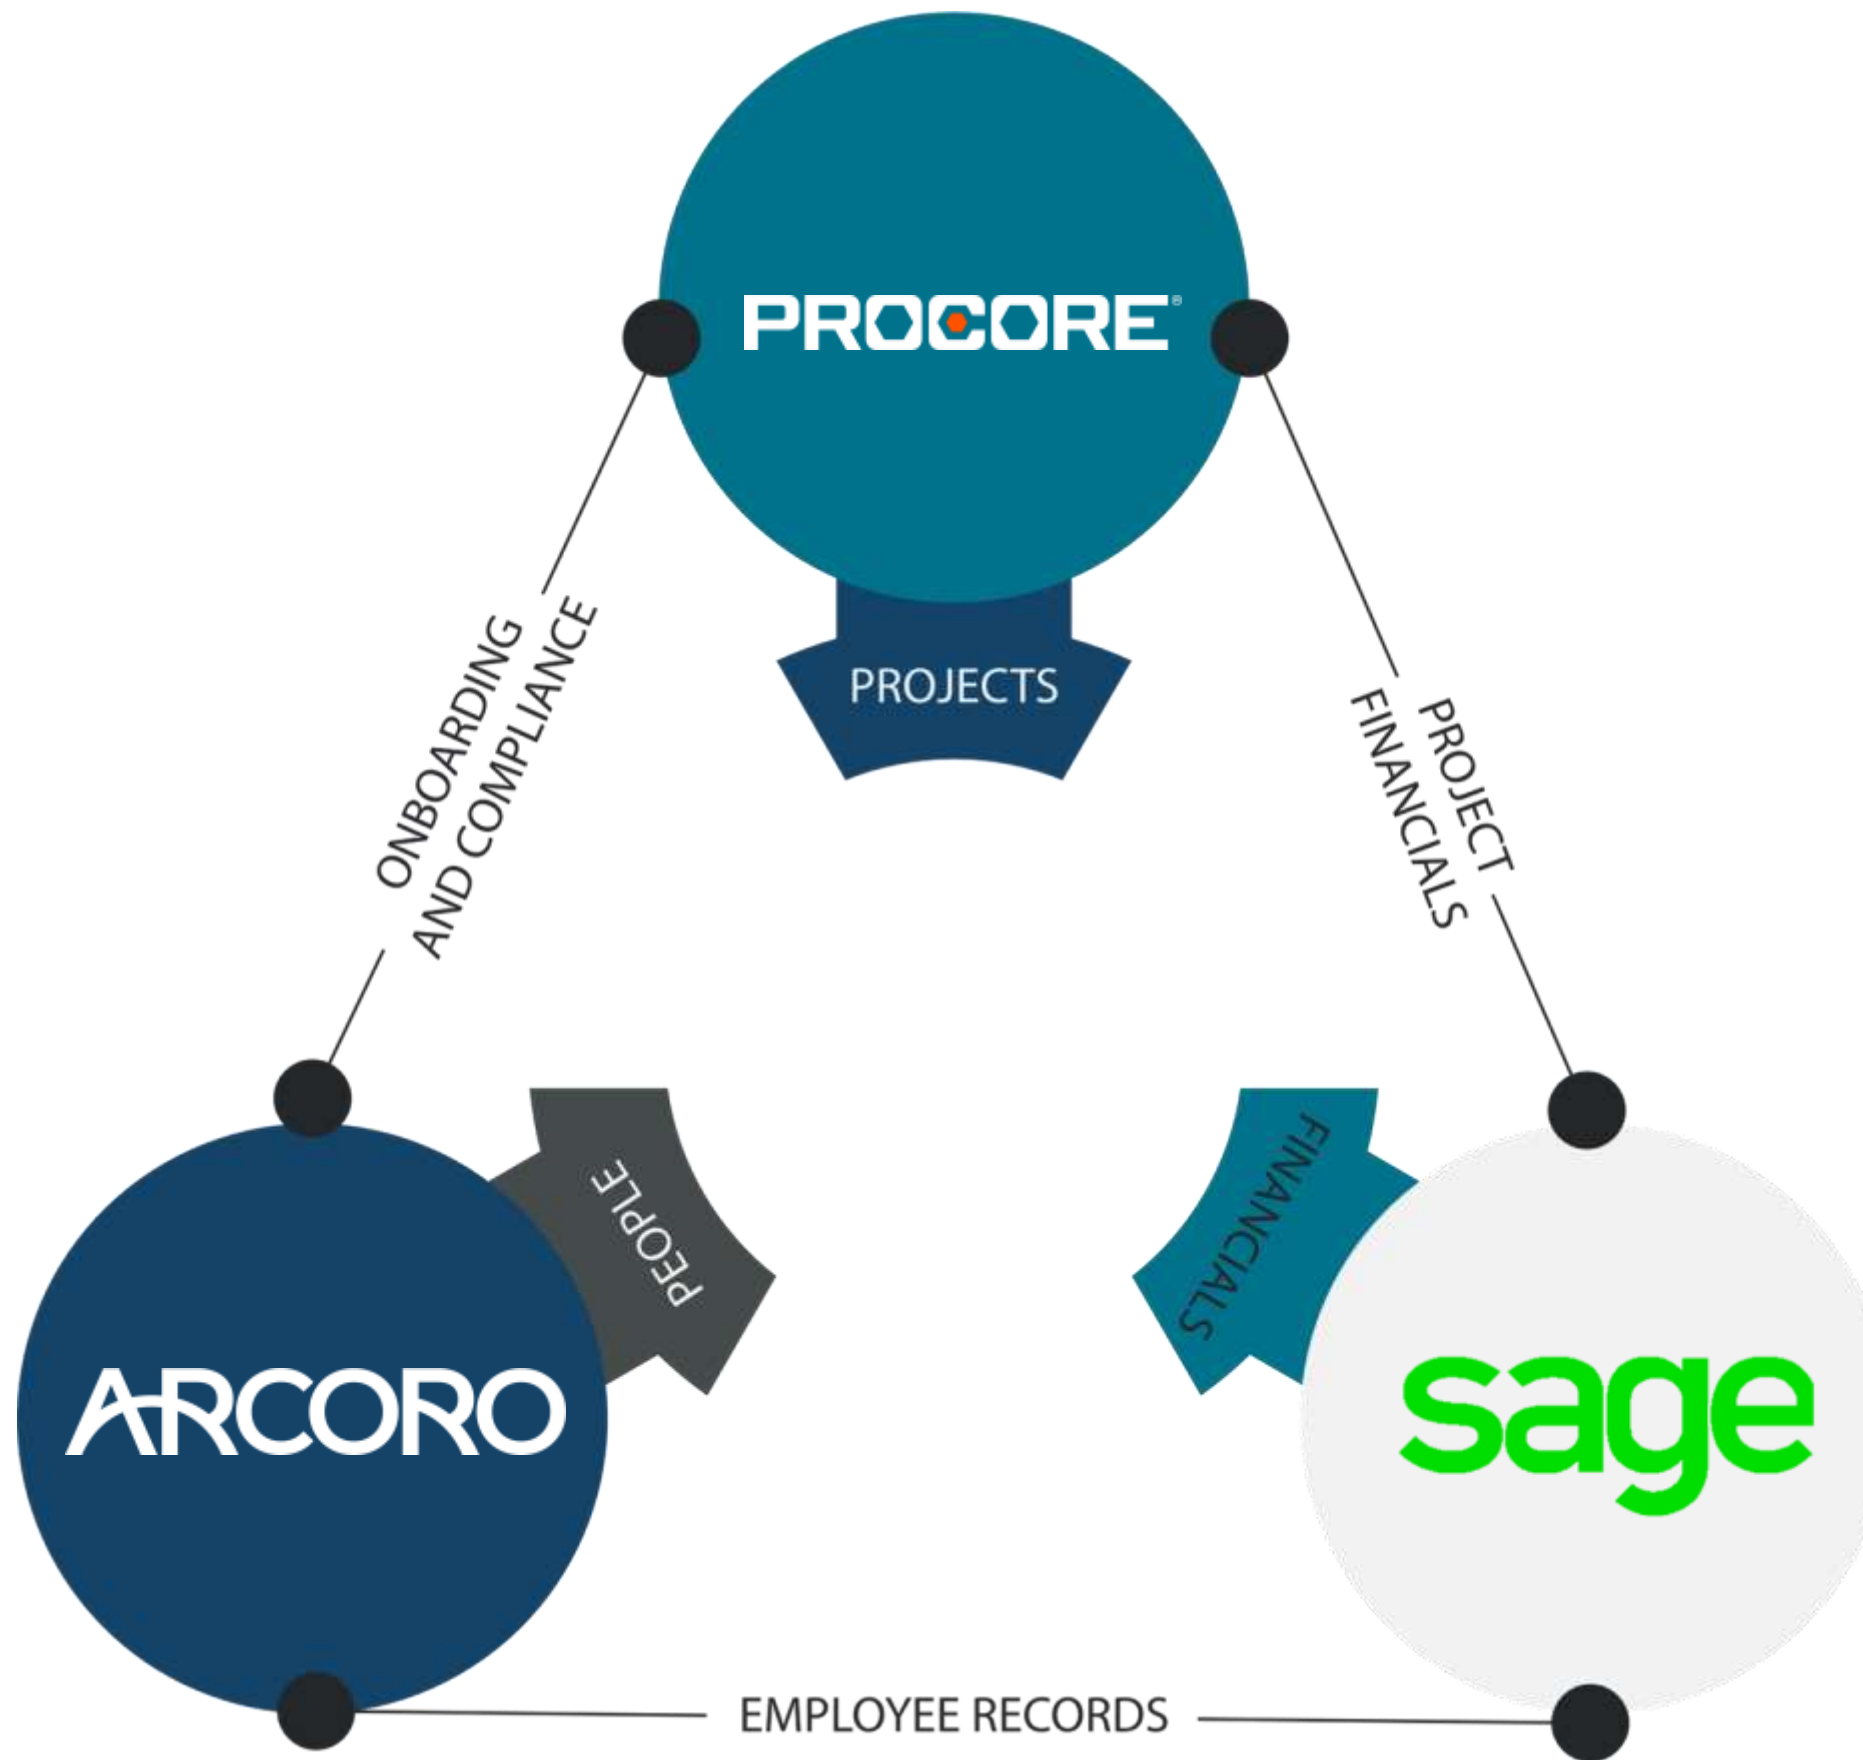 PROCORE®
PROJECTS
ONBOARDING
AND COMPLIANCE
PROJECT
FINANCIALS
PEOPLE
FINANCIALS
ARCORO
sage
EMPLOYEE RECORDS